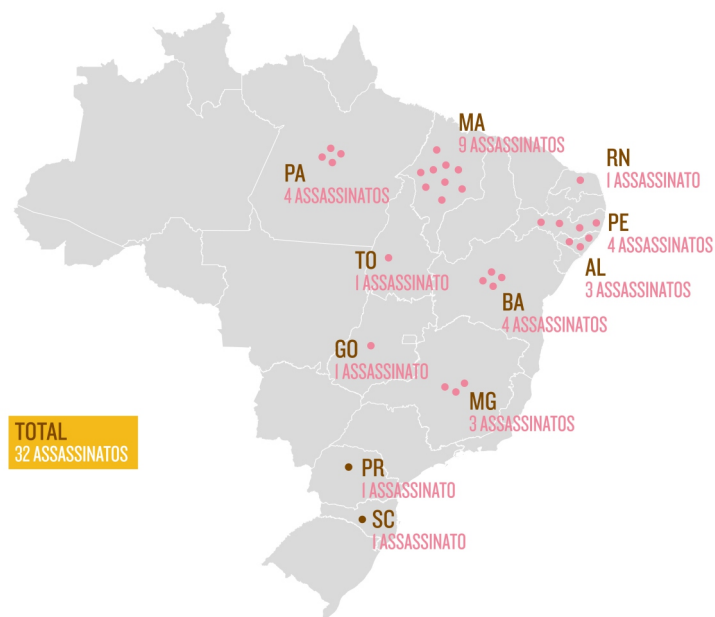 MA
9 ASSASSINATOS
RN
1 ASSASSINATO
PA
4 ASSASSINATOS
PE
4 ASSASSINATOS
TO
1 ASSASSINATO
AL
3 ASSASSINATOS
BA
4 ASSASSINATOS
GO
1 ASSASSINATO
MG
3 ASSASSINATOS
TOTAL
32 ASSASSINATOS
PR
1 ASSASSINATO
SC
1 ASSASSINATO